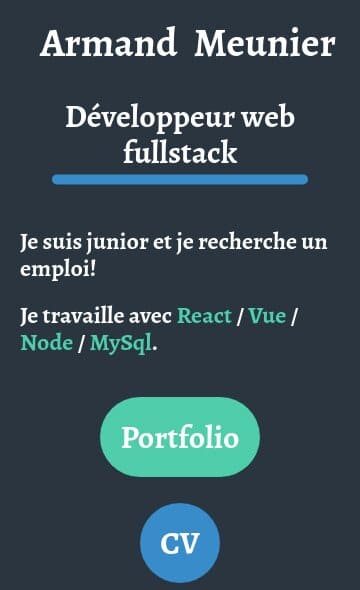 Armand Meunier
Développeur web
fullstack
Je suis junior et je recherche un
emploi!
Je travaille avec React / Vue /
Node / MySql.
Portfolio
CV